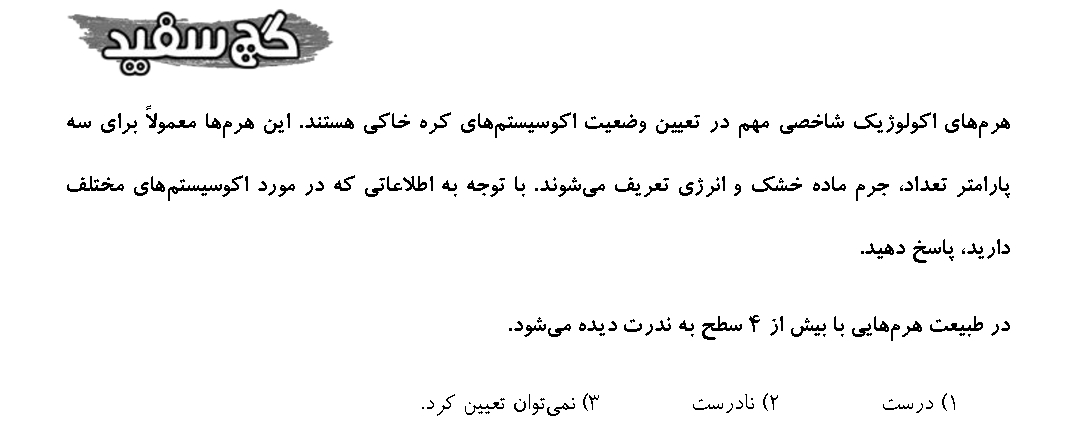 گچ سفید
هرم‌های اکولوژیک شاخصی مهم در تعیین وضعیت اکوسیستم‌های کره خاکی هستند. این هرم‌ها معمولاً برای سه
پارامتر تعداد، جرم ماده خشک و انرژی تعریف می‌شوند. با توجه به اطلاعاتی که در مورد اکوسیستم‌های مختلف
دارید، پاسخ دهید.
در طبیعت هرم‌هایی با بیش از ۴ سطح به ندرت دیده می‌شود.
۱) درست ۲) نادرست ۳) نمی‌توان تعیین کرد.